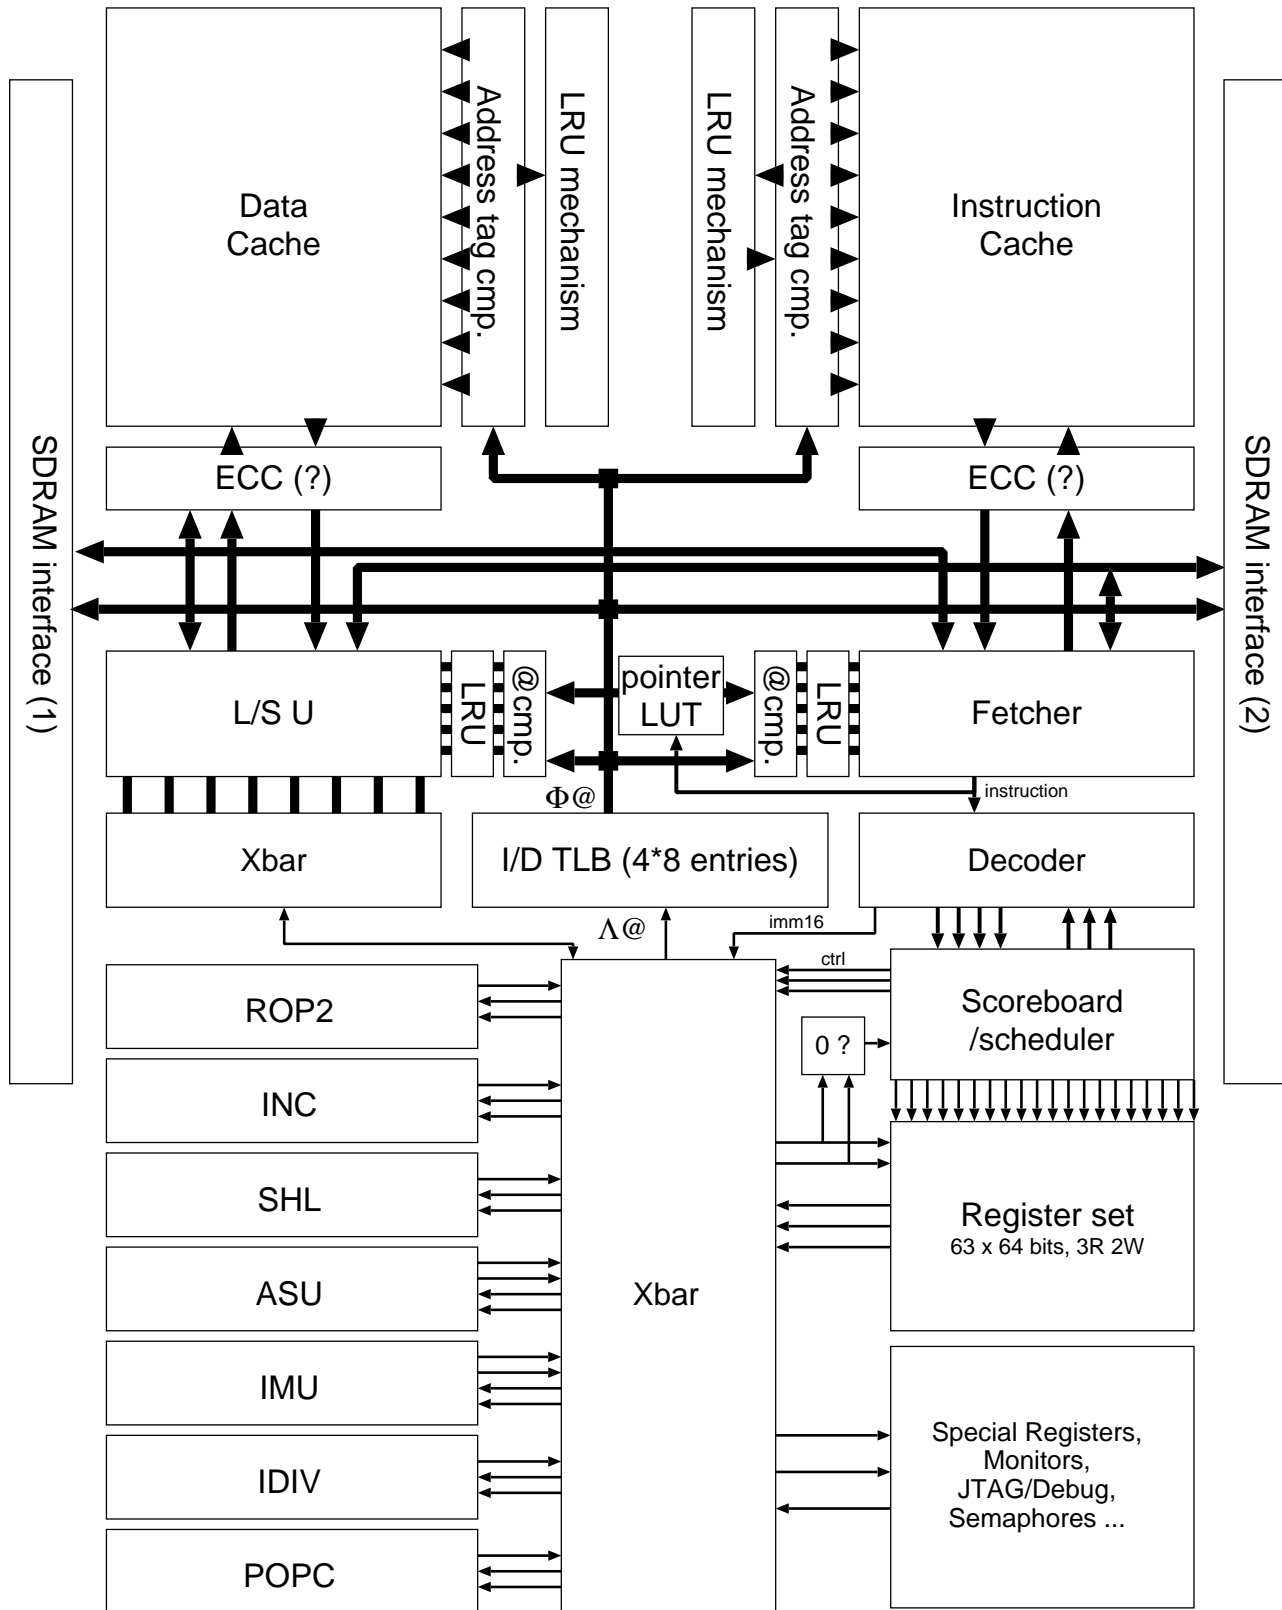 Data
Cache
Address tag cmp.
LRU mechanism
LRU mechanism
Address tag cmp.
Instruction
Cache
SDRAM interface (1)
ECC (?)
ECC (?)
SDRAM interface (2)
L/S U
LRU
@cmp.
pointer
LUT
@cmp.
LRU
Fetcher
Φ@
instruction
Xbar
I/D TLB (4*8 entries)
Decoder
Λ@
imm16
ctrl
ROP2
Scoreboard
/scheduler
0 ?
INC
SHL
Register set
63 x 64 bits, 3R 2W
ASU
Xbar
IMU
IDIV
Special Registers,
Monitors,
JTAG/Debug,
Semaphores ...
POPC